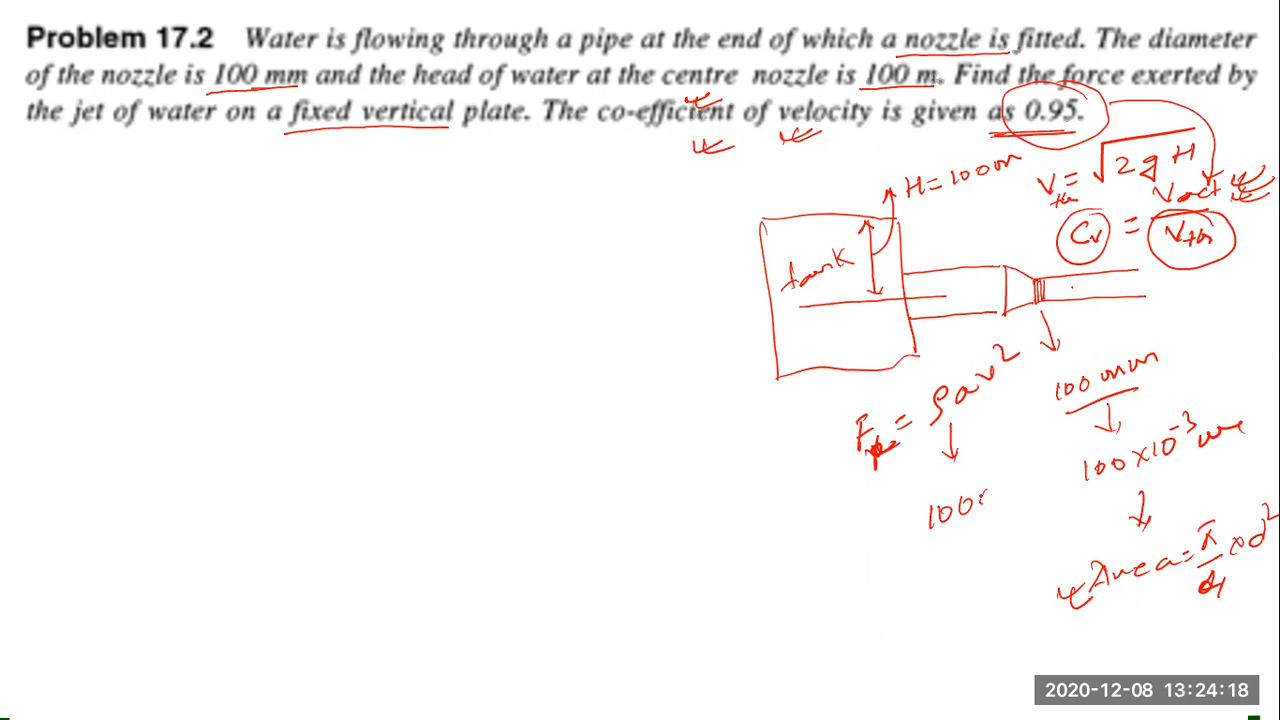 Problem 17.2 Water is flowing through a pipe at the end of which a nozzle is fitted. The diameter
of the nozzle is 100 mm and the head of water at the centre nozzle is 100 m. Find the force exerted by
the jet of water on a fixed vertical plate. The co-efficient of velocity is given as 0.95.
H = 100m
Vth = √2gH
Cv = Vact / Vth
tank
F = ρav²
100
100 mm
100×10⁻³ m
Area = π/4 × d²
2020-12-08 13:24:18